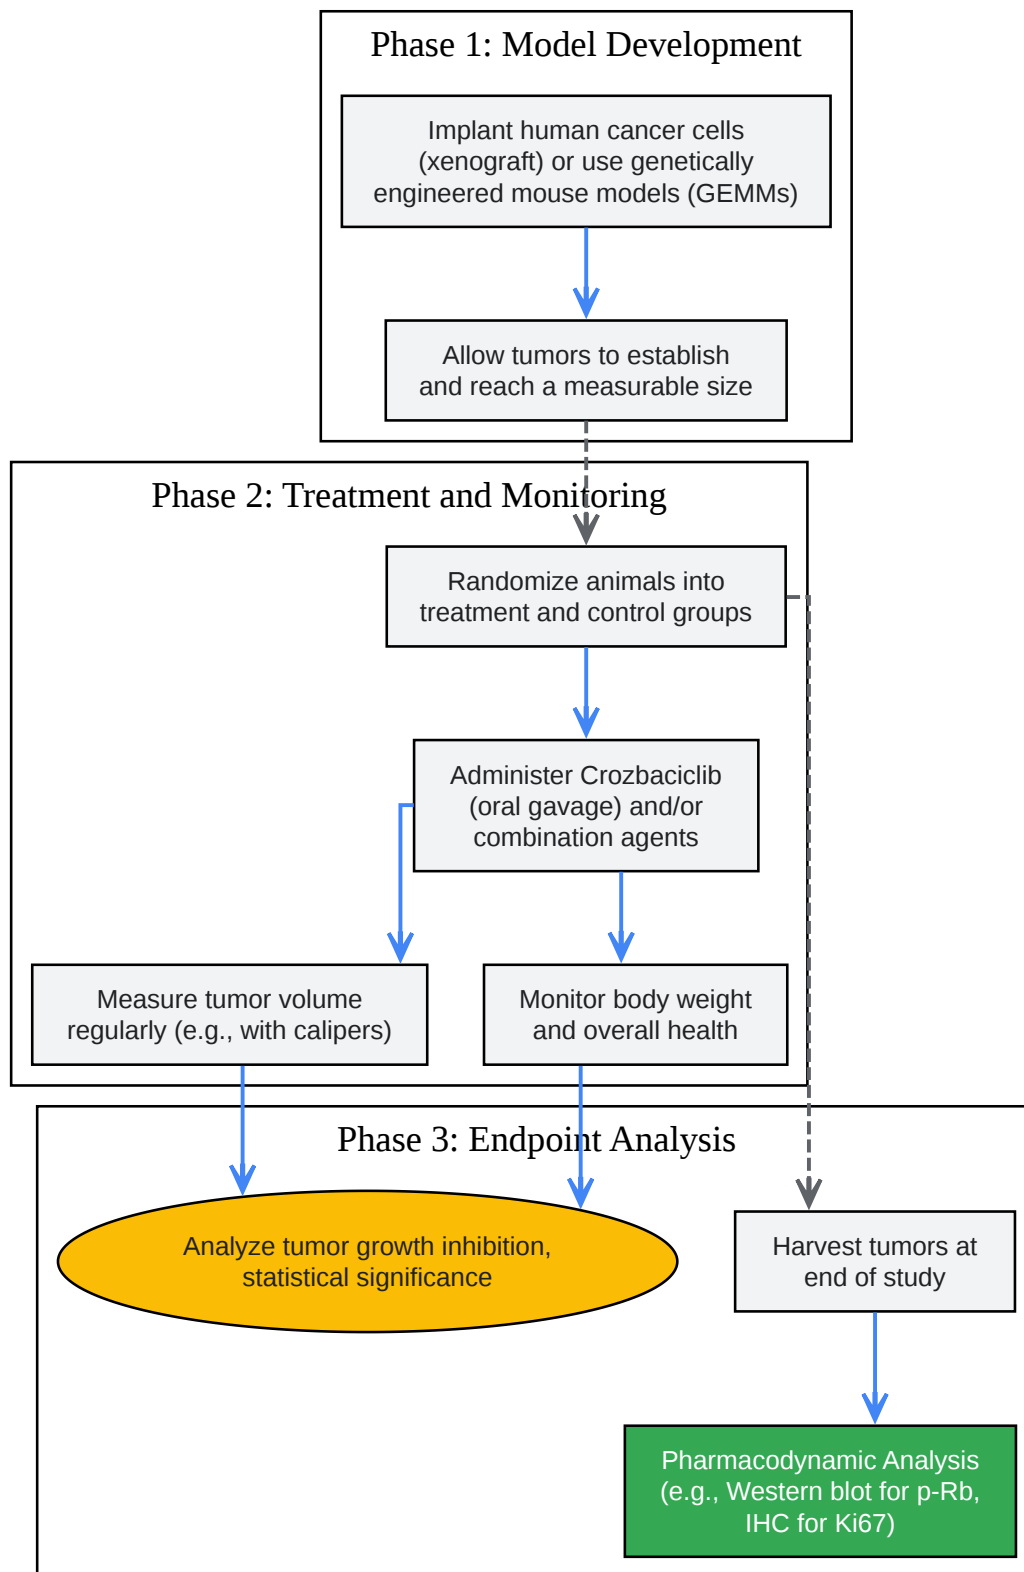 Phase 1: Model Development
Implant human cancer cells
(xenograft) or use genetically
engineered mouse models (GEMMs)
Allow tumors to establish
and reach a measurable size
Phase 2: Treatment and Monitoring
Randomize animals into
treatment and control groups
Administer Crozbaciclib
(oral gavage) and/or
combination agents
Measure tumor volume
regularly (e.g., with calipers)
Monitor body weight
and overall health
Phase 3: Endpoint Analysis
Analyze tumor growth inhibition,
statistical significance
Harvest tumors at
end of study
Pharmacodynamic Analysis
(e.g., Western blot for p-Rb,
IHC for Ki67)